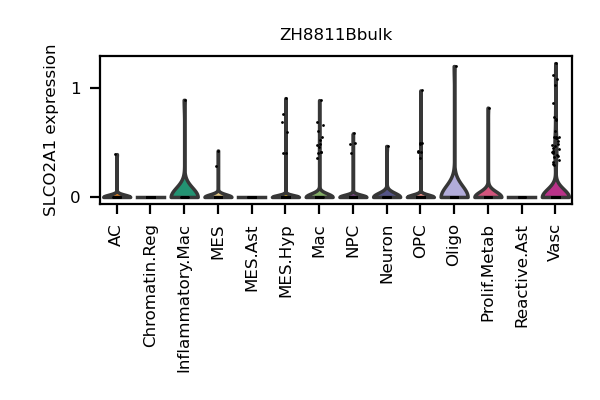 ZH8811Bbulk
SLCO2A1 expression
1
0
AC
Chromatin.Reg
Inflammatory.Mac
MES
MES.Ast
MES.Hyp
Mac
NPC
Neuron
OPC
Oligo
Prolif.Metab
Reactive.Ast
Vasc